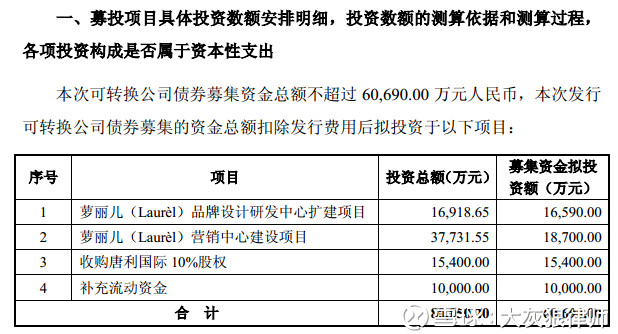 一、募投项目具体投资数额安排明细，投资数额的测算依据和测算过程，
各项投资构成是否属于资本性支出
本次可转换公司债券募集资金总额不超过 60,690.00 万元人民币，本次发行
可转换公司债券募集的资金总额扣除发行费用后拟投资于以下项目：
序号 项目 投资总额(万元) 募集资金拟投资额（万元）
1 萝丽儿（Laurèl）品牌设计研发中心扩建项目 16,918.65 16,590.00
2 萝丽儿（Laurèl）营销中心建设项目 37,731.55 18,700.00
3 收购唐利国际 10%股权 15,400.00 15,400.00
4 补充流动资金 10,000.00 10,000.00
合 计
大灰狼律师